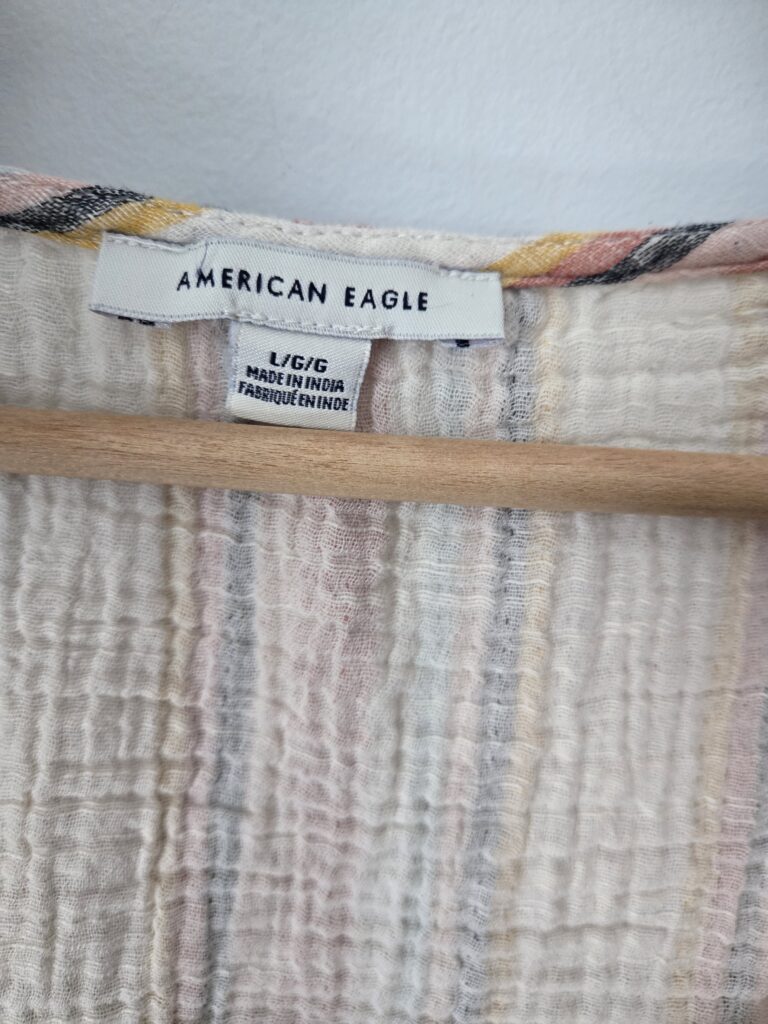 AMERICAN EAGLE
L/G/G
MADE IN INDIA
FABRIQUÉ EN INDE